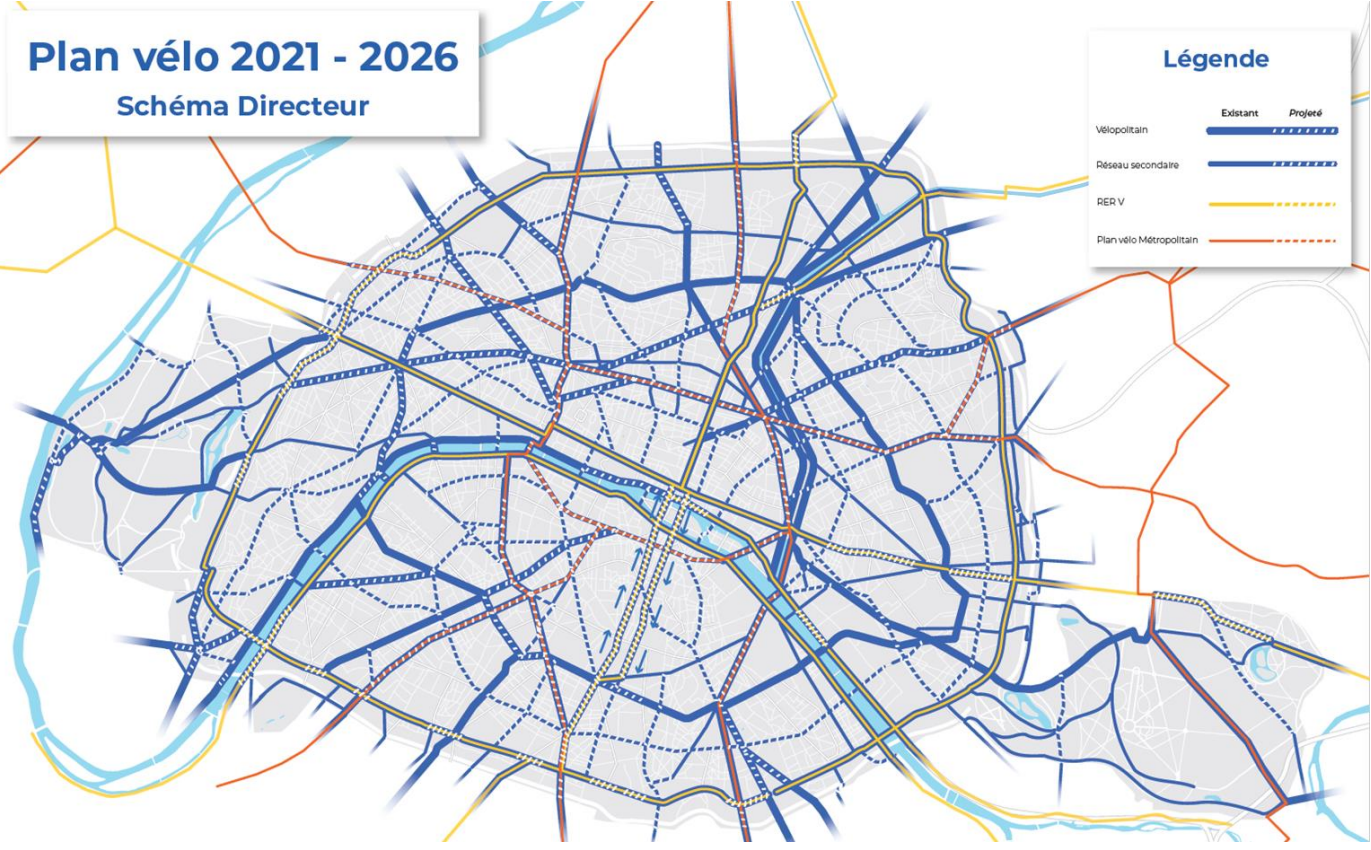 Plan vélo 2021 - 2026
Schéma Directeur
Légende
Existant Projeté
Vélopolitain
Réseau secondaire
RER V
Plan vélo Métropolitain